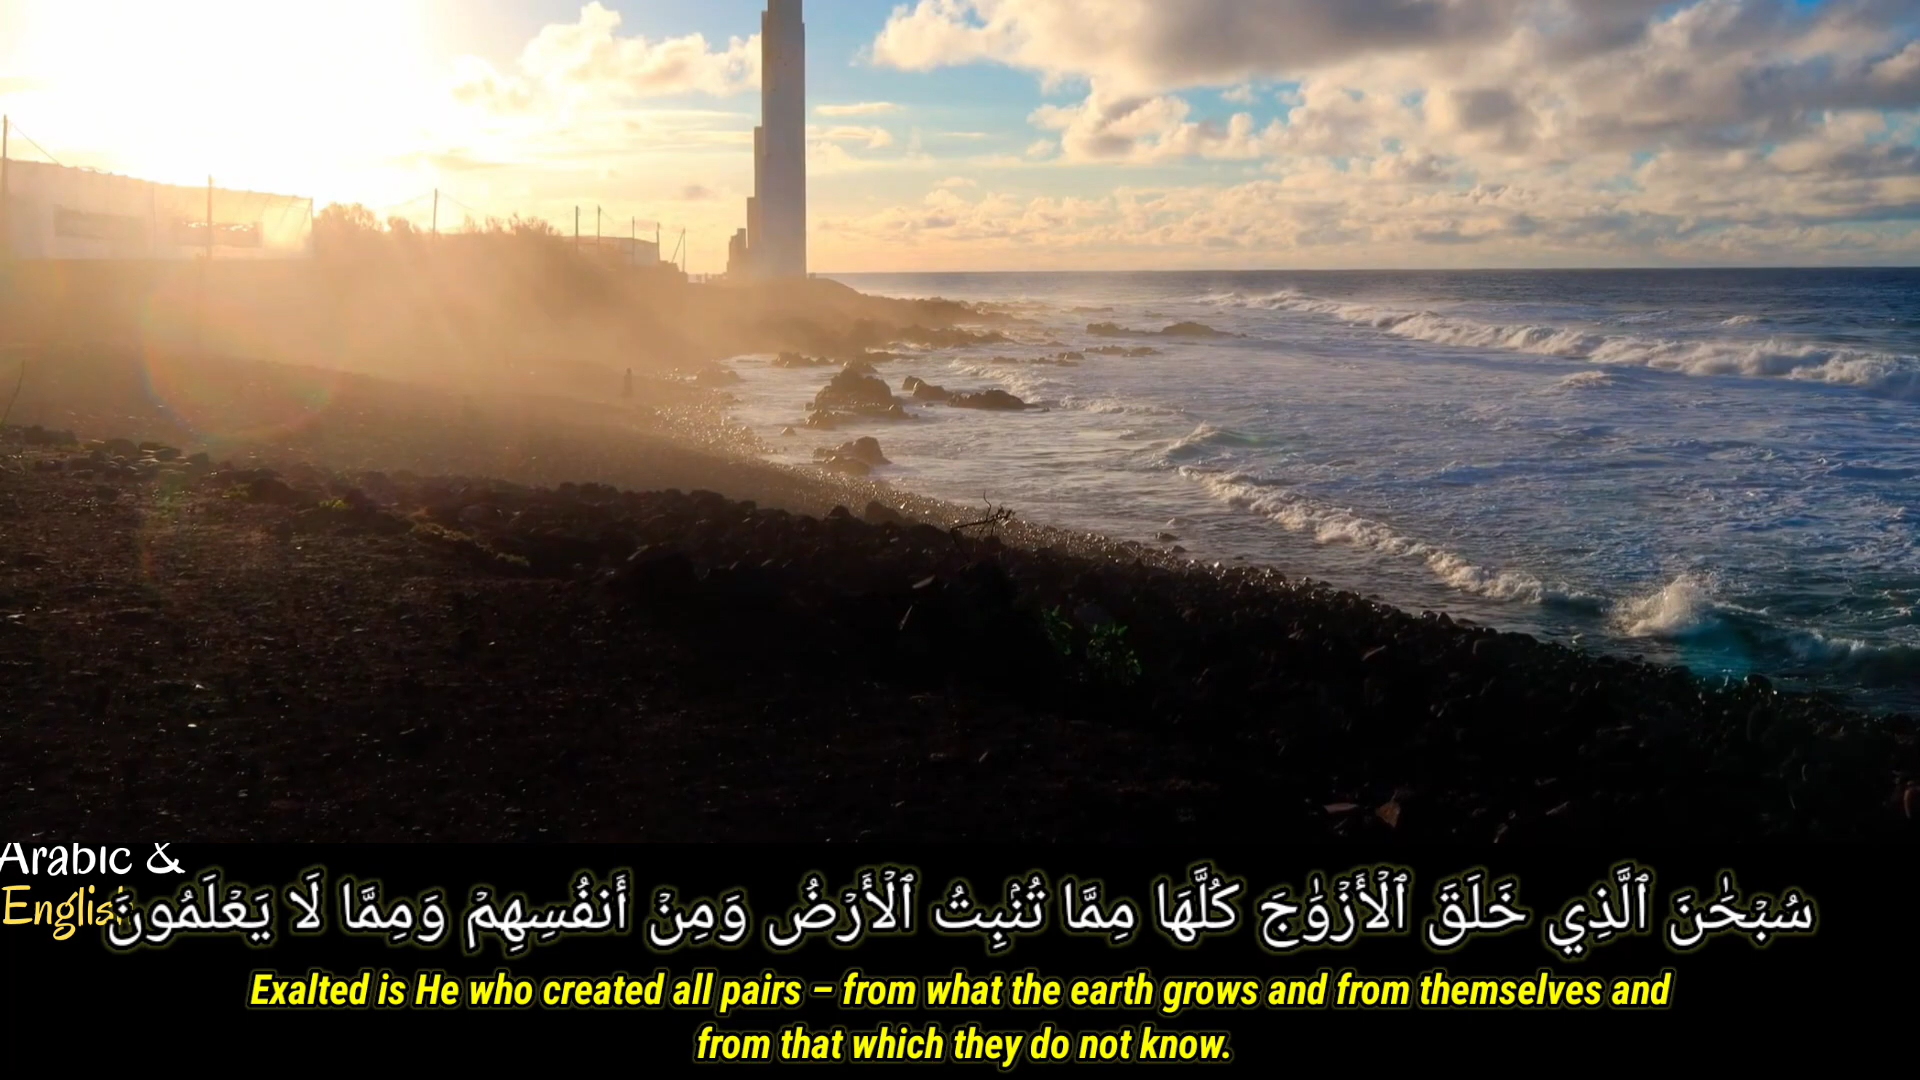 Arabic &
English
سُبْحَٰنَ ٱلَّذِي خَلَقَ ٱلْأَزْوَٰجَ كُلَّهَا مِمَّا تُنۢبِتُ ٱلْأَرْضُ وَمِنْ أَنفُسِهِمْ وَمِمَّا لَا يَعْلَمُونَ
Exalted is He who created all pairs – from what the earth grows and from themselves and
from that which they do not know.